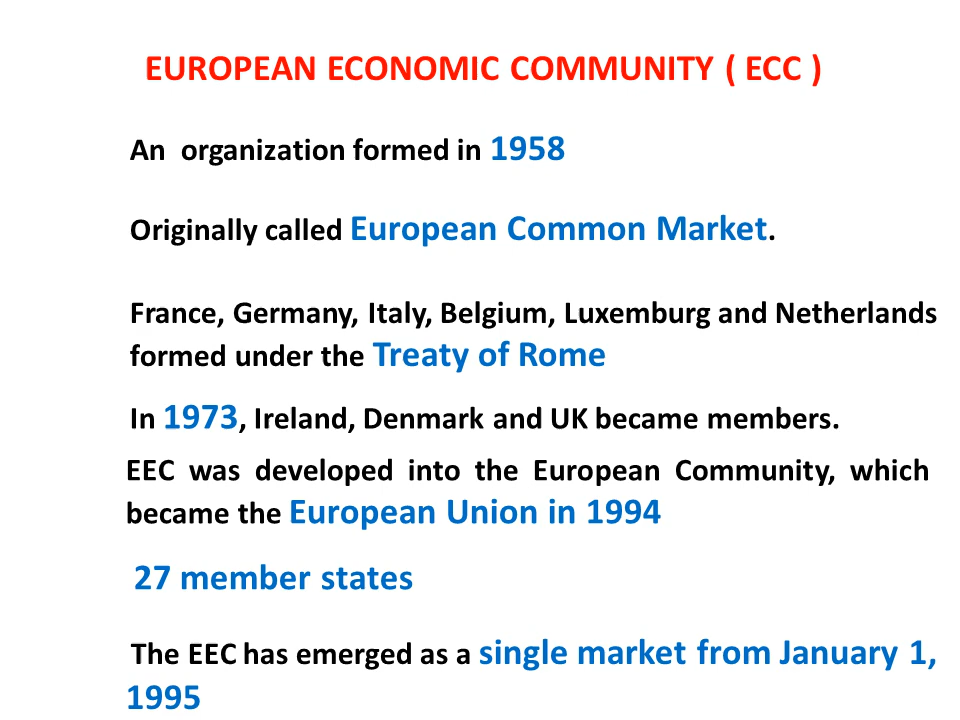 EUROPEAN ECONOMIC COMMUNITY ( ECC )
An organization formed in 1958
Originally called European Common Market.
France, Germany, Italy, Belgium, Luxemburg and Netherlands
formed under the Treaty of Rome
In 1973, Ireland, Denmark and UK became members.
EEC was developed into the European Community, which
became the European Union in 1994
27 member states
The EEC has emerged as a single market from January 1,
1995